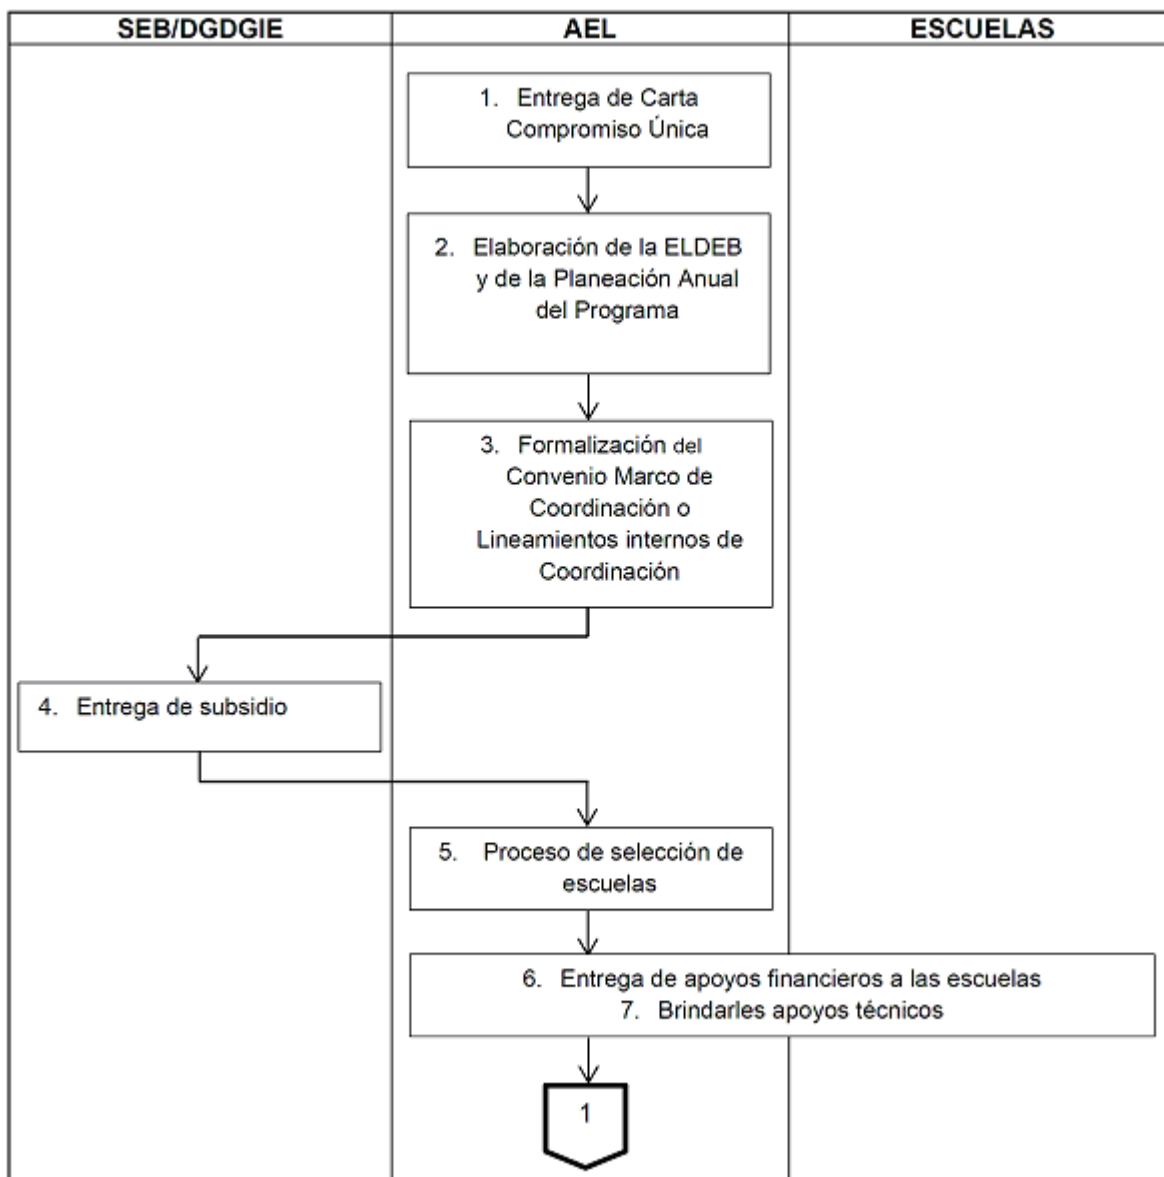 SEB/DGDGIE
AEL
ESCUELAS
1. Entrega de Carta
Compromiso Única
2. Elaboración de la ELDEB
y de la Planeación Anual
del Programa
3. Formalización del
Convenio Marco de
Coordinación o
Lineamientos internos de
Coordinación
4. Entrega de subsidio
5. Proceso de selección de
escuelas
6. Entrega de apoyos financieros a las escuelas
7. Brindarles apoyos técnicos
1